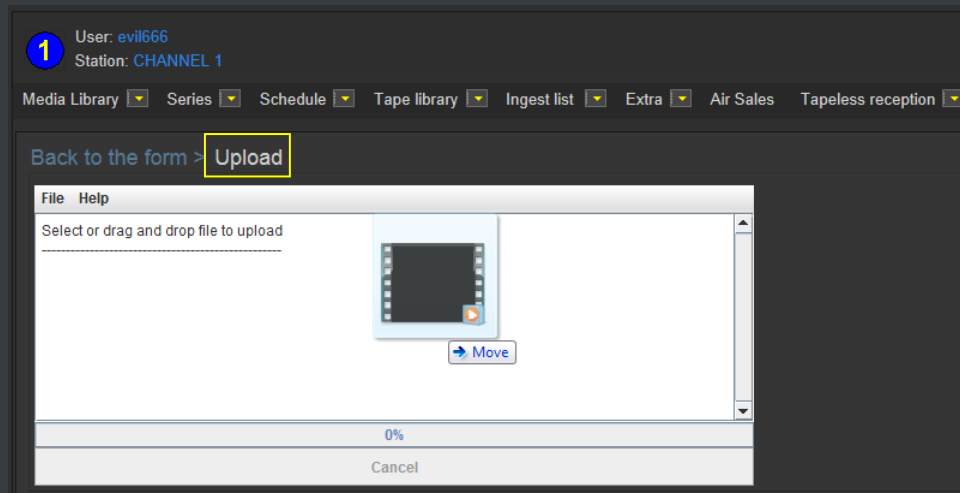 1
User: evil666
Station: CHANNEL 1
Media Library Series Schedule Tape library Ingest list Extra Air Sales Tapeless reception
Back to the form > Upload
File Help
Select or drag and drop file to upload
------------------------------------------------
Move
0%
Cancel